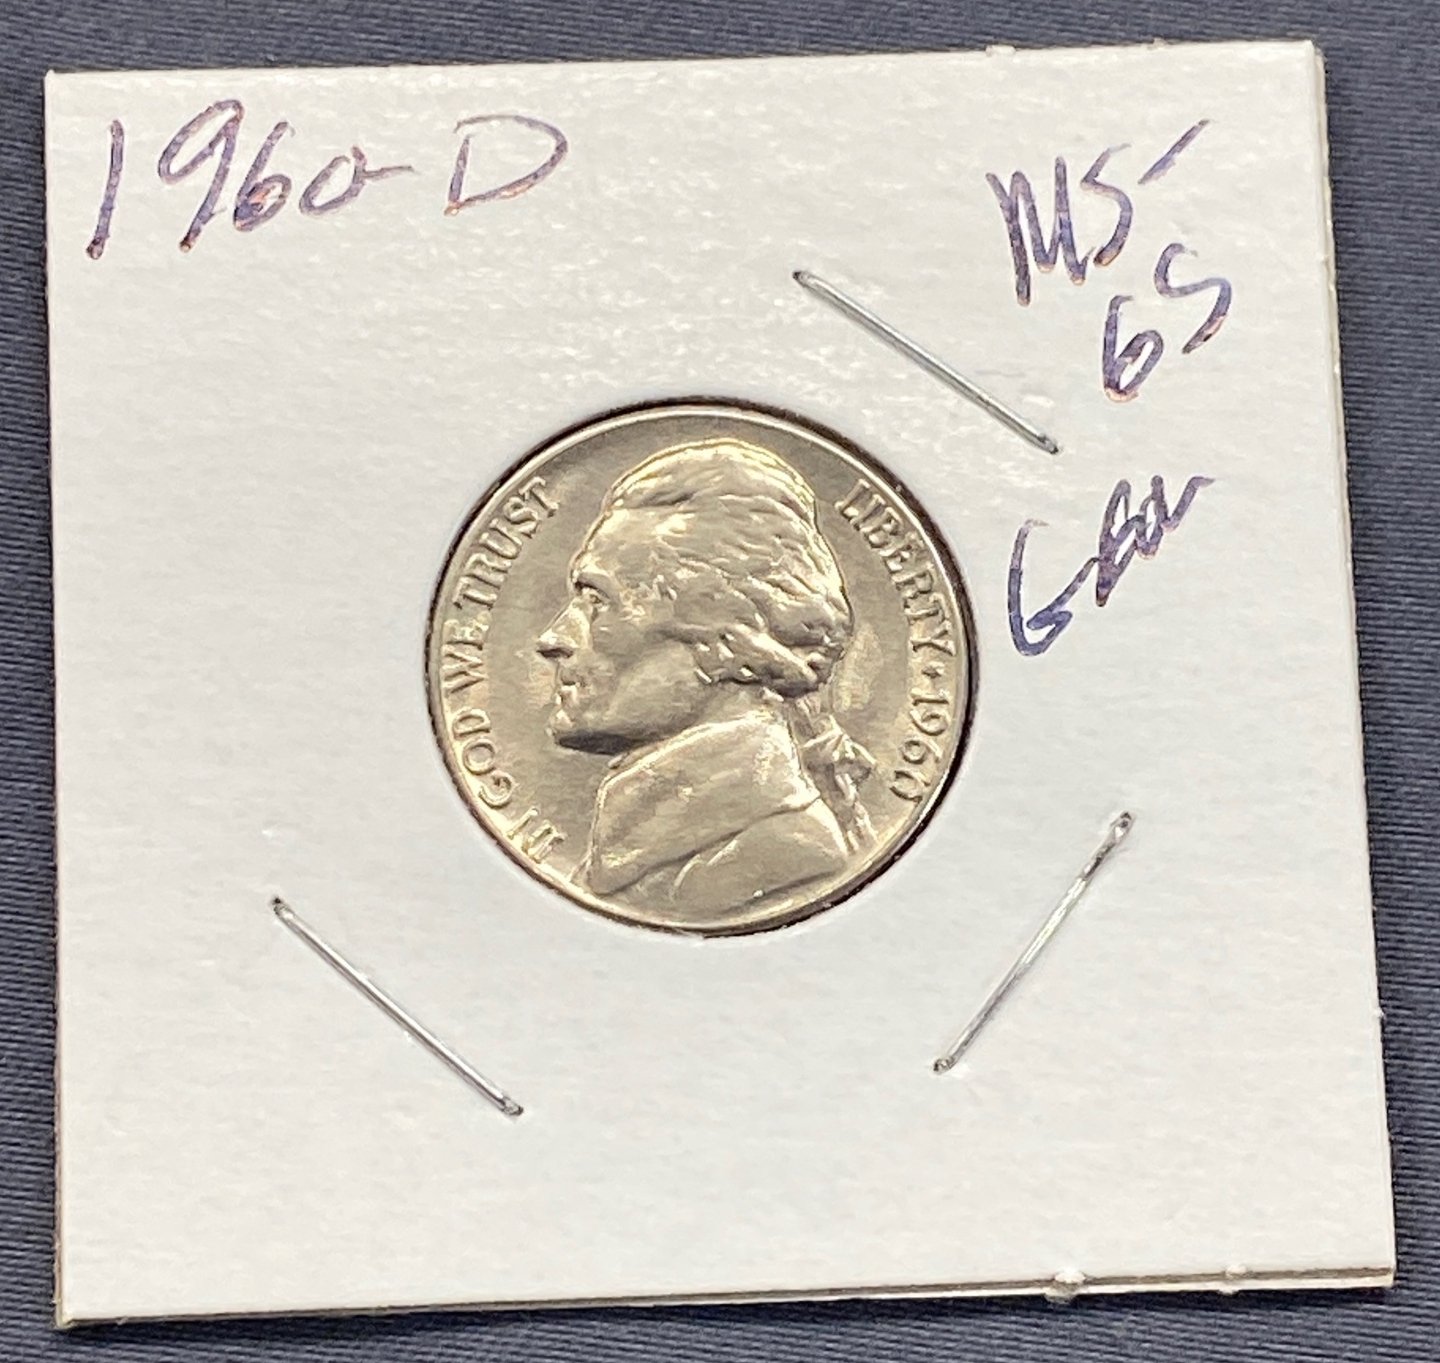 1960-D
MS-
65
Gem
IN GOD WE TRUST
LIBERTY ★ 1960